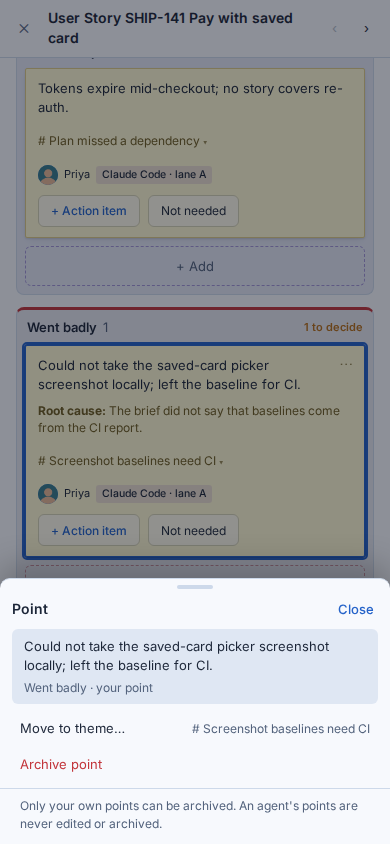 User Story SHIP-141 Pay with saved
card
Tokens expire mid-checkout; no story covers re-
auth.
# Plan missed a dependency
Priya Claude Code · lane A
+ Action item Not needed
+ Add
Went badly 1 1 to decide
Could not take the saved-card picker ...
screenshot locally; left the baseline for CI.
Root cause: The brief did not say that baselines come
from the CI report.
# Screenshot baselines need CI
Priya Claude Code · lane A
+ Action item Not needed
Point Close
Could not take the saved-card picker screenshot
locally; left the baseline for CI.
Went badly · your point
Move to theme... # Screenshot baselines need CI
Archive point
Only your own points can be archived. An agent's points are
never edited or archived.